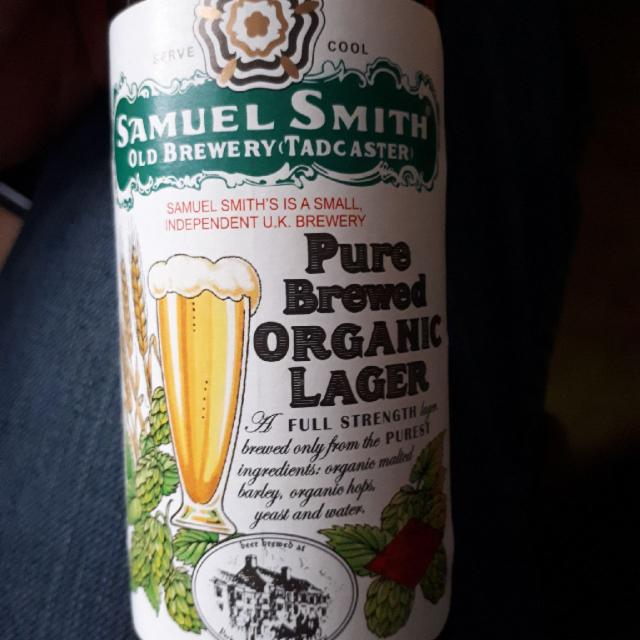 SERVE COOL
SAMUEL SMITH
OLD BREWERY (TADCASTER)
SAMUEL SMITH'S IS A SMALL,
INDEPENDENT U.K. BREWERY
Pure
Brewed
ORGANIC
LAGER
A FULL STRENGTH lager
brewed only from the PUREST
ingredients: organic malted
barley, organic hops,
yeast and water.
beer brewed at